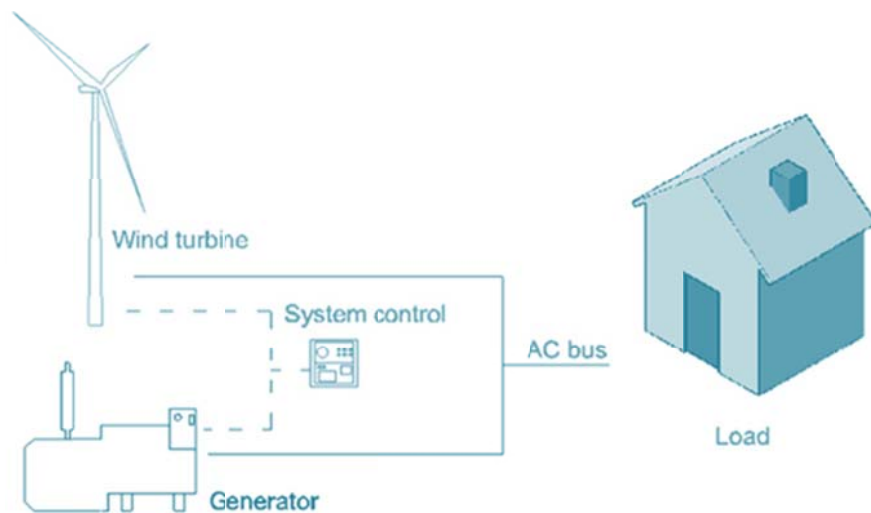 Wind turbine
System control
AC bus
Load
Generator